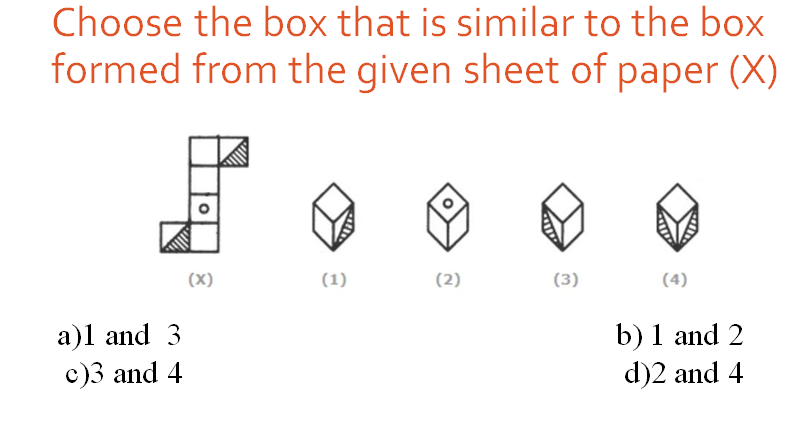 Choose the box that is similar to the box
formed from the given sheet of paper (X)
(X) (1) (2) (3) (4)
a)1 and 3 b) 1 and 2
c)3 and 4 d)2 and 4